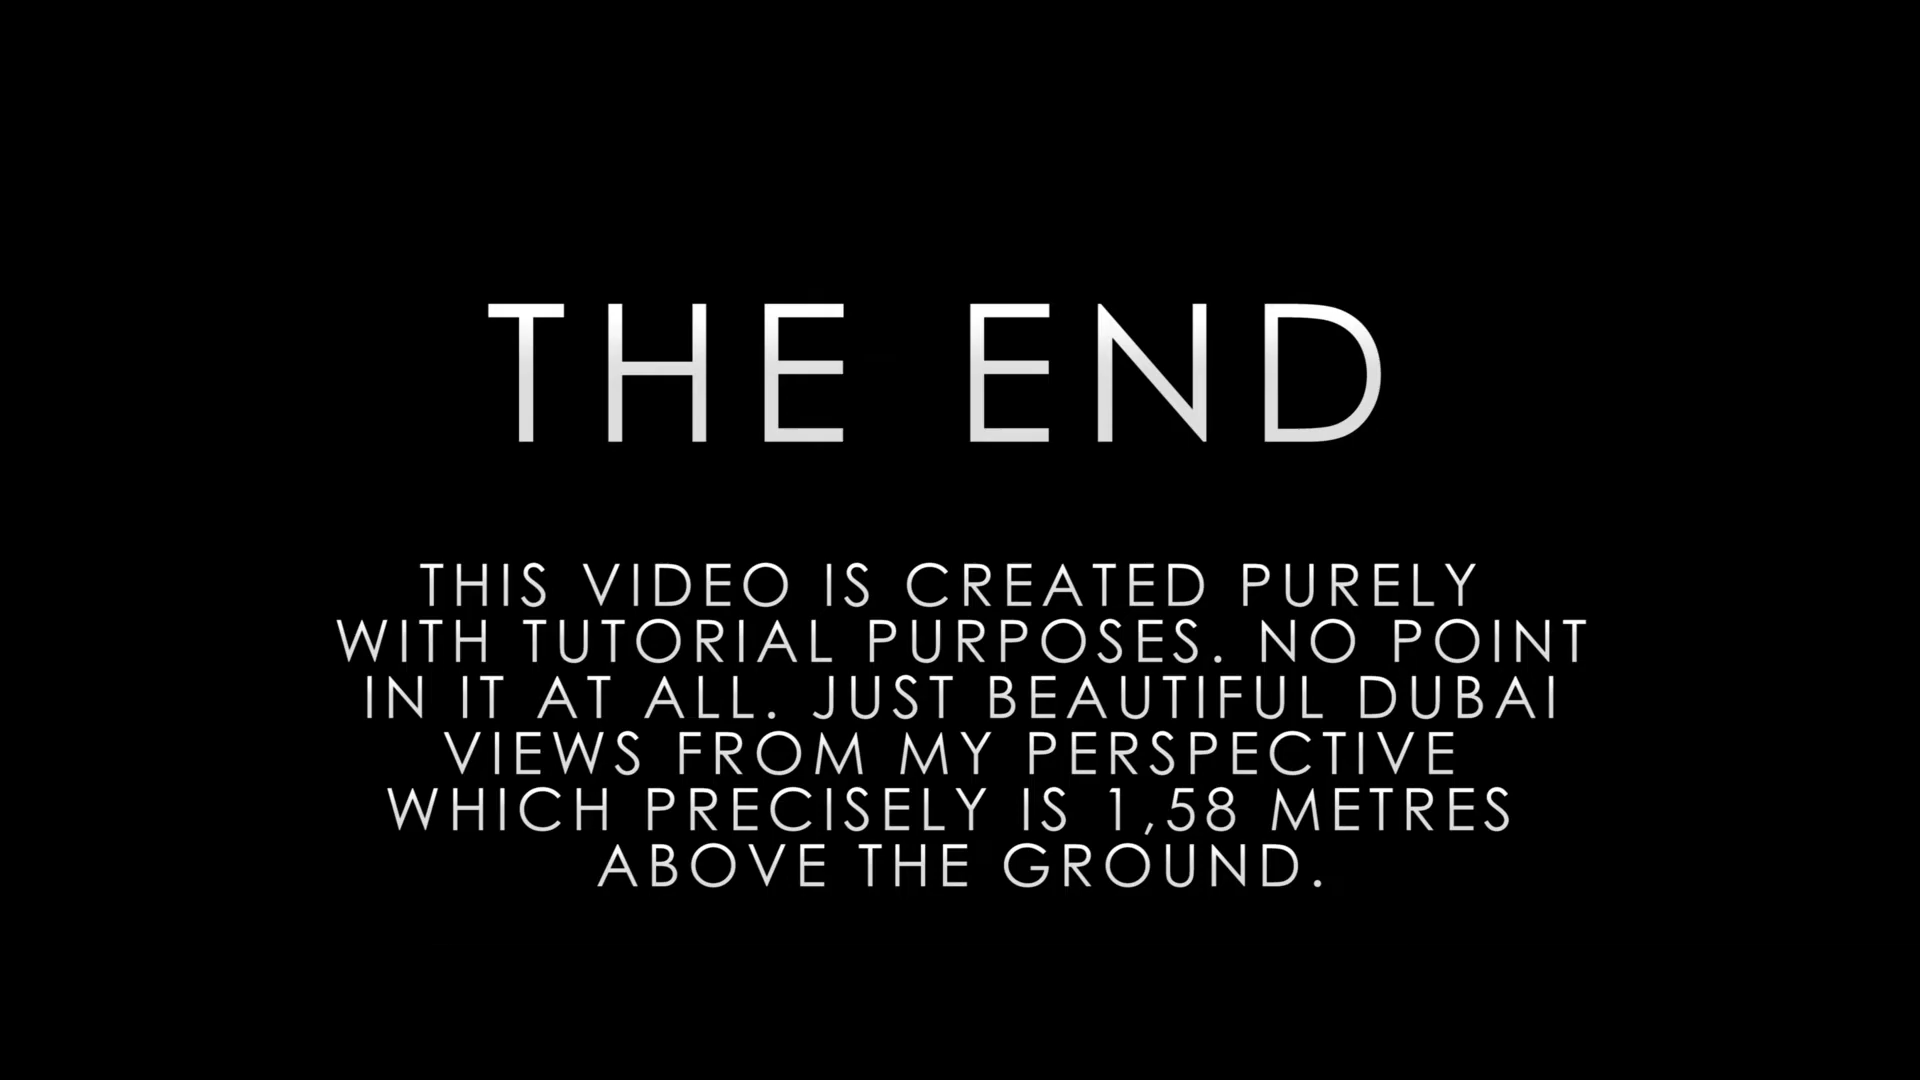 THE END
THIS VIDEO IS CREATED PURELY
WITH TUTORIAL PURPOSES. NO POINT
IN IT AT ALL. JUST BEAUTIFUL DUBAI
VIEWS FROM MY PERSPECTIVE
WHICH PRECISELY IS 1,58 METRES
ABOVE THE GROUND.